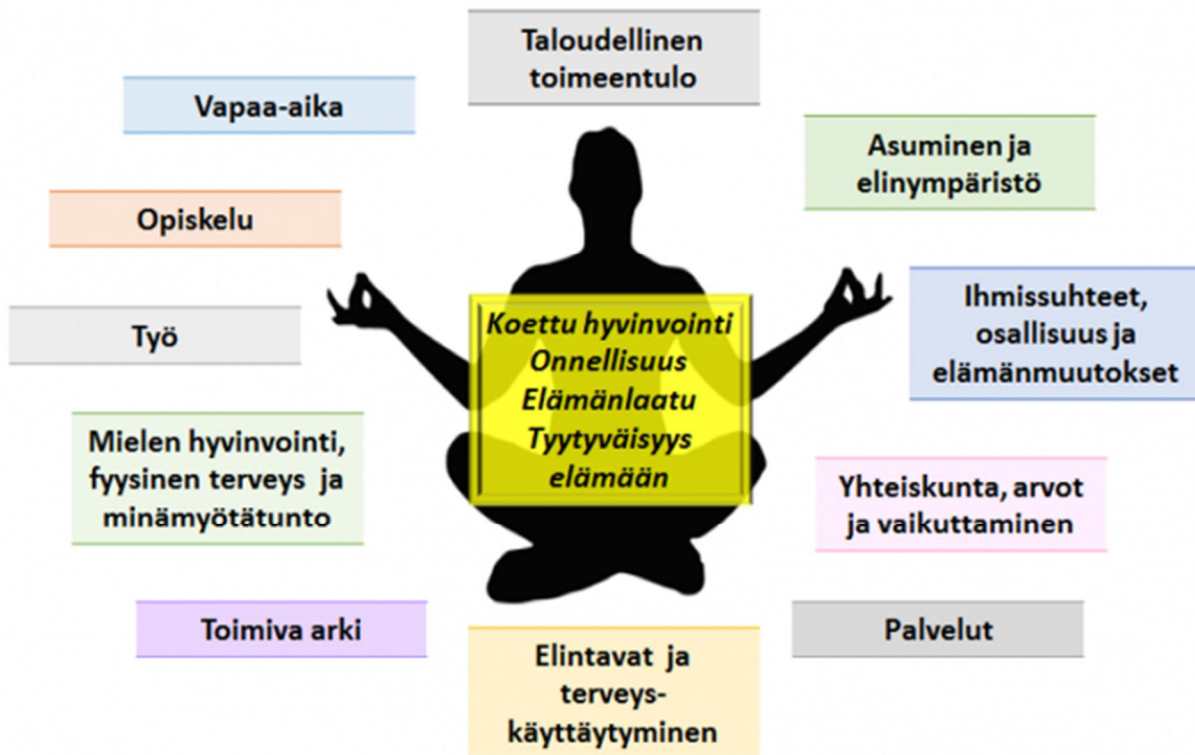 Taloudellinen
toimeentulo
Vapaa-aika
Asuminen ja
elinympäristö
Opiskelu
Ihmissuhteet,
osallisuus ja
elämänmuutokset
Työ
Koettu hyvinvointi
Onnellisuus
Elämänlaatu
Tyytyväisyys
elämään
Mielen hyvinvointi,
fyysinen terveys ja
minämyötätunto
Yhteiskunta, arvot
ja vaikuttaminen
Toimiva arki
Elintavat ja
terveys-
käyttäytyminen
Palvelut